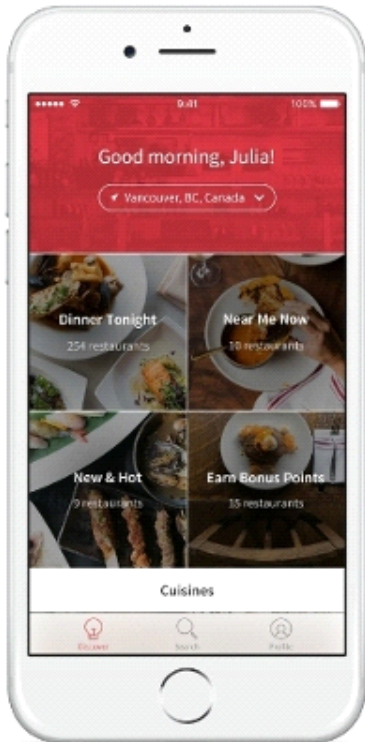 9:41
100%
Good morning, Julia!
Vancouver, BC, Canada
Dinner Tonight
254 restaurants
Near Me Now
10 restaurants
New & Hot
9 restaurants
Earn Bonus Points
15 restaurants
Cuisines
Discover
Search
Profile